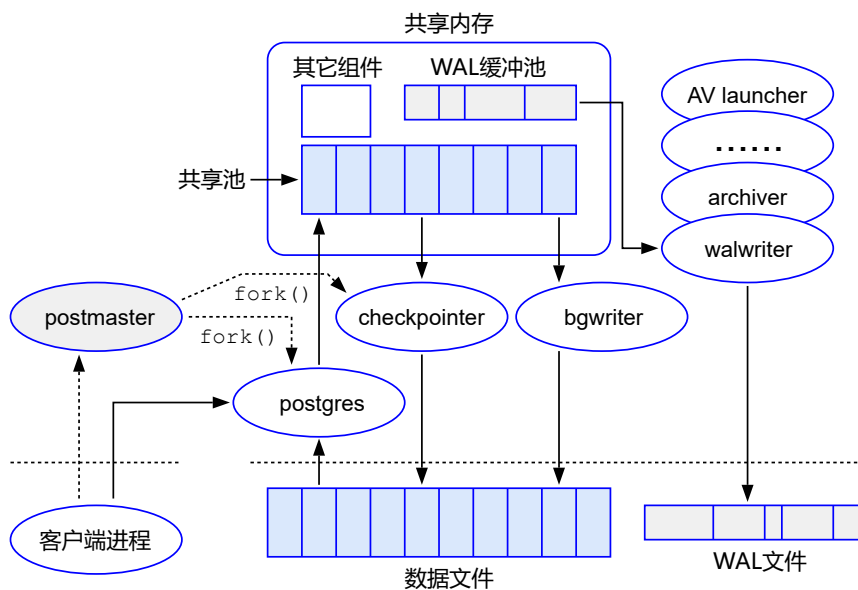 共享内存
其它组件
WAL缓冲池
AV launcher
......
共享池
archiver
walwriter
fork()
postmaster
checkpointer
bgwriter
fork()
postgres
客户端进程
数据文件
WAL文件